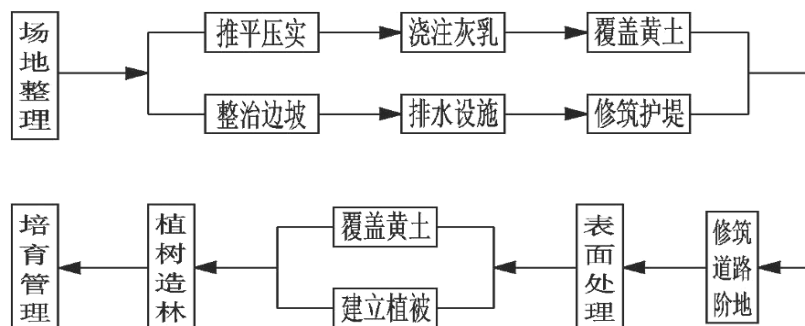 场地整理
推平压实
浇注灰乳
覆盖黄土
整治边坡
排水设施
修筑护堤
培育管理
植树造林
覆盖黄土
建立植被
表面处理
修筑
道路
阶地